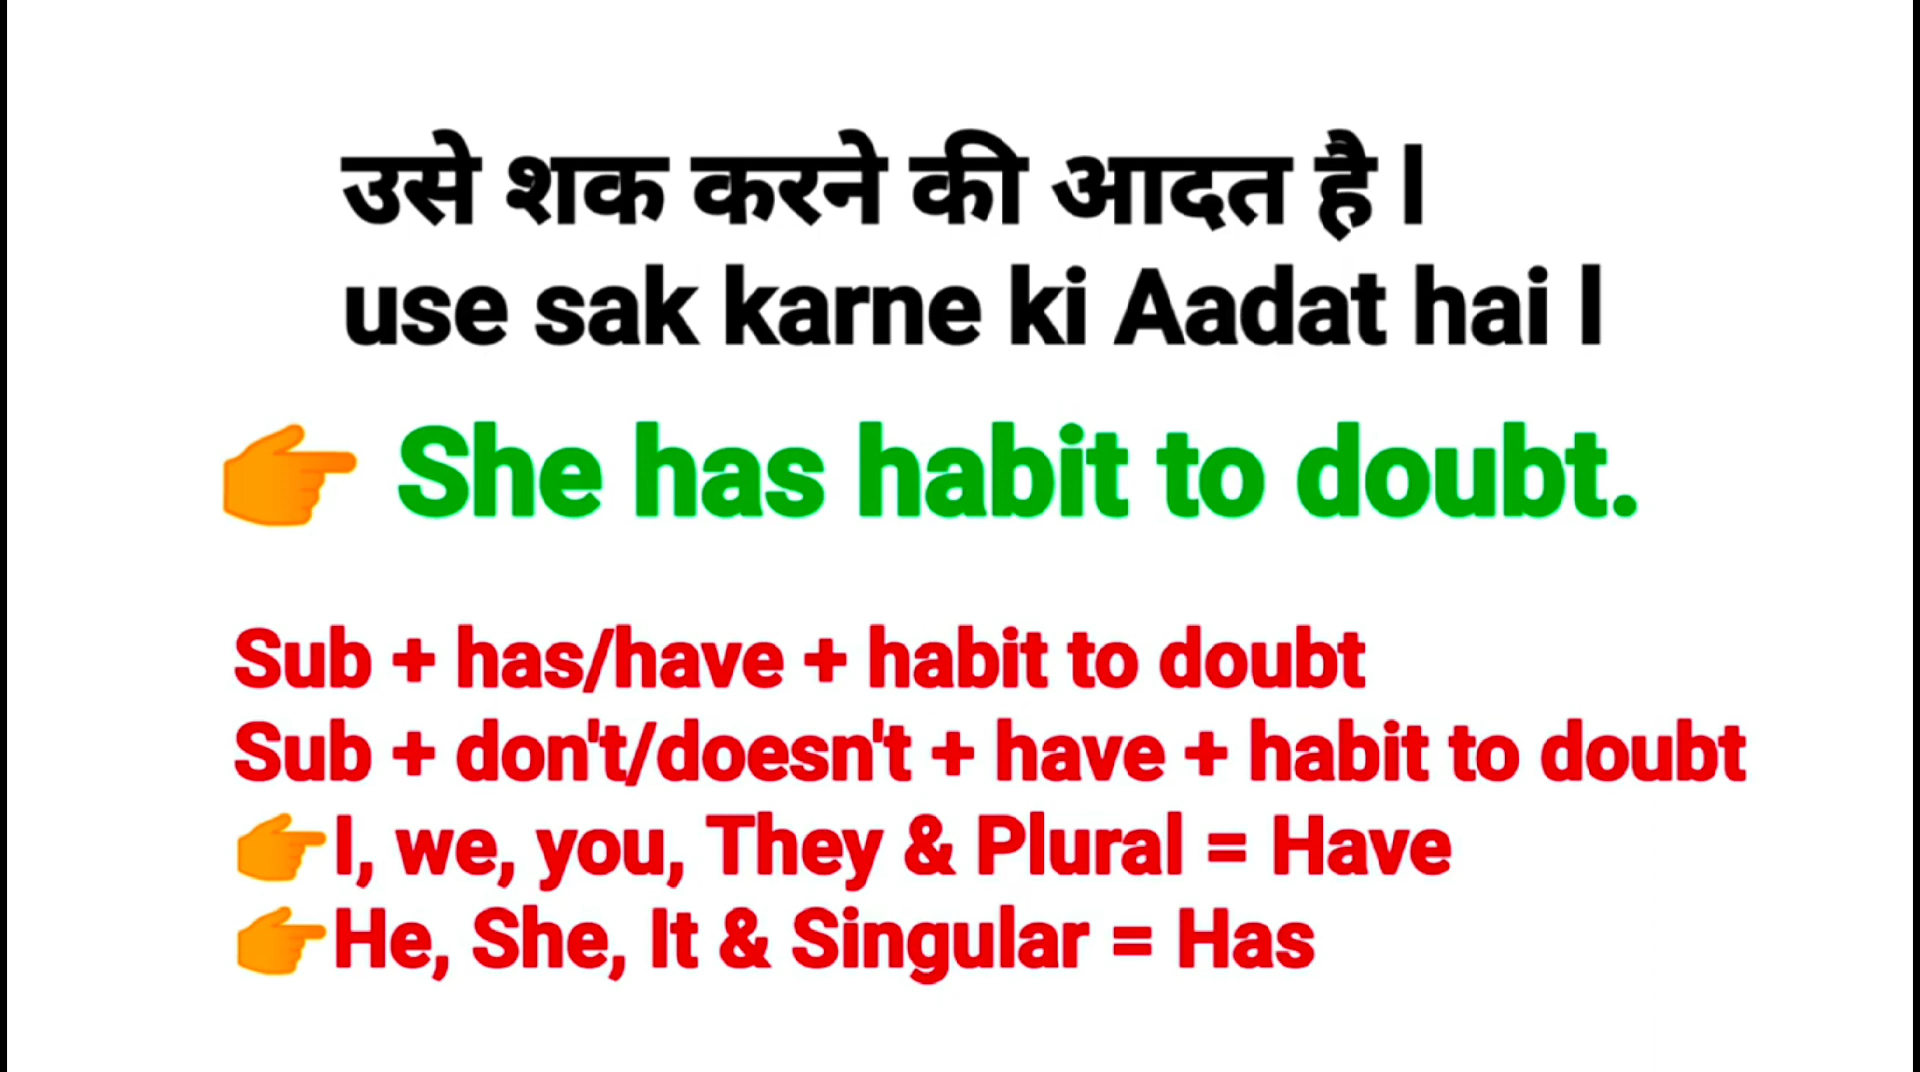 उसे शक करने की आदत है l
use sak karne ki Aadat hai l
👉 She has habit to doubt.
Sub + has/have + habit to doubt
Sub + don't/doesn't + have + habit to doubt
👉I, we, you, They & Plural = Have
👉He, She, It & Singular = Has